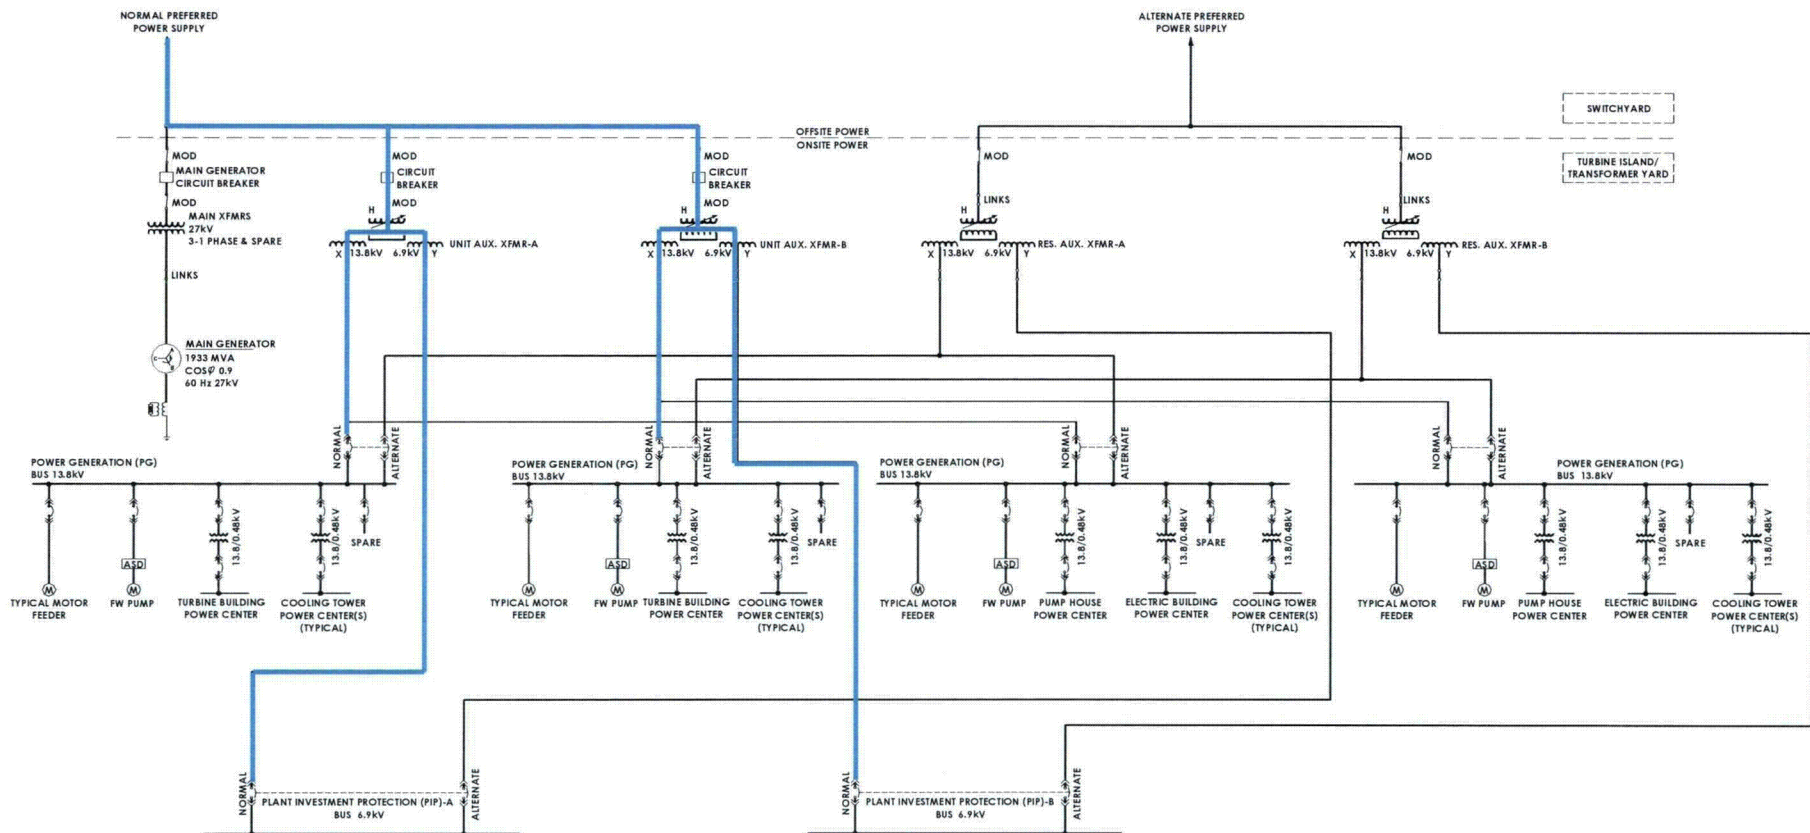 NORMAL PREFERRED
POWER SUPPLY
ALTERNATE PREFERRED
POWER SUPPLY
SWITCHYARD
OFFSITE POWER
ONSITE POWER
TURBINE ISLAND/
TRANSFORMER YARD
MOD
MAIN GENERATOR
CIRCUIT BREAKER
MOD
MAIN XFMRS
27kV
3-1 PHASE & SPARE
LINKS
MAIN GENERATOR
1933 MVA
COSφ 0.9
60 Hz 27kV
MOD
CIRCUIT
BREAKER
MOD
H
UNIT AUX. XFMR-A
X 13.8kV 6.9kV Y
MOD
CIRCUIT
BREAKER
MOD
H
UNIT AUX. XFMR-B
X 13.8kV 6.9kV Y
MOD
LINKS
H
RES. AUX. XFMR-A
X 13.8kV 6.9kV Y
MOD
LINKS
H
RES. AUX. XFMR-B
X 13.8kV 6.9kV Y
NORMAL
ALTERNATE
POWER GENERATION (PG)
BUS 13.8kV
13.8/0.48kV
13.8/0.48kV
SPARE
ASD
M
M
TYPICAL MOTOR
FEEDER
FW PUMP
TURBINE BUILDING
POWER CENTER
COOLING TOWER
POWER CENTER(S)
(TYPICAL)
NORMAL
ALTERNATE
POWER GENERATION (PG)
BUS 13.8kV
13.8/0.48kV
13.8/0.48kV
SPARE
ASD
M
M
TYPICAL MOTOR
FEEDER
FW PUMP
TURBINE BUILDING
POWER CENTER
COOLING TOWER
POWER CENTER(S)
(TYPICAL)
NORMAL
ALTERNATE
POWER GENERATION (PG)
BUS 13.8kV
13.8/0.48kV
13.8/0.48kV
SPARE
13.8/0.48kV
ASD
M
M
TYPICAL MOTOR
FEEDER
FW PUMP
PUMP HOUSE
POWER CENTER
ELECTRIC BUILDING
POWER CENTER
COOLING TOWER
POWER CENTER(S)
(TYPICAL)
NORMAL
ALTERNATE
POWER GENERATION (PG)
BUS 13.8kV
13.8/0.48kV
13.8/0.48kV
SPARE
13.8/0.48kV
ASD
M
M
TYPICAL MOTOR
FEEDER
FW PUMP
PUMP HOUSE
POWER CENTER
ELECTRIC BUILDING
POWER CENTER
COOLING TOWER
POWER CENTER(S)
(TYPICAL)
NORMAL
PLANT INVESTMENT PROTECTION (PIP)-A
BUS 6.9kV
ALTERNATE
NORMAL
PLANT INVESTMENT PROTECTION (PIP)-B
BUS 6.9kV
ALTERNATE